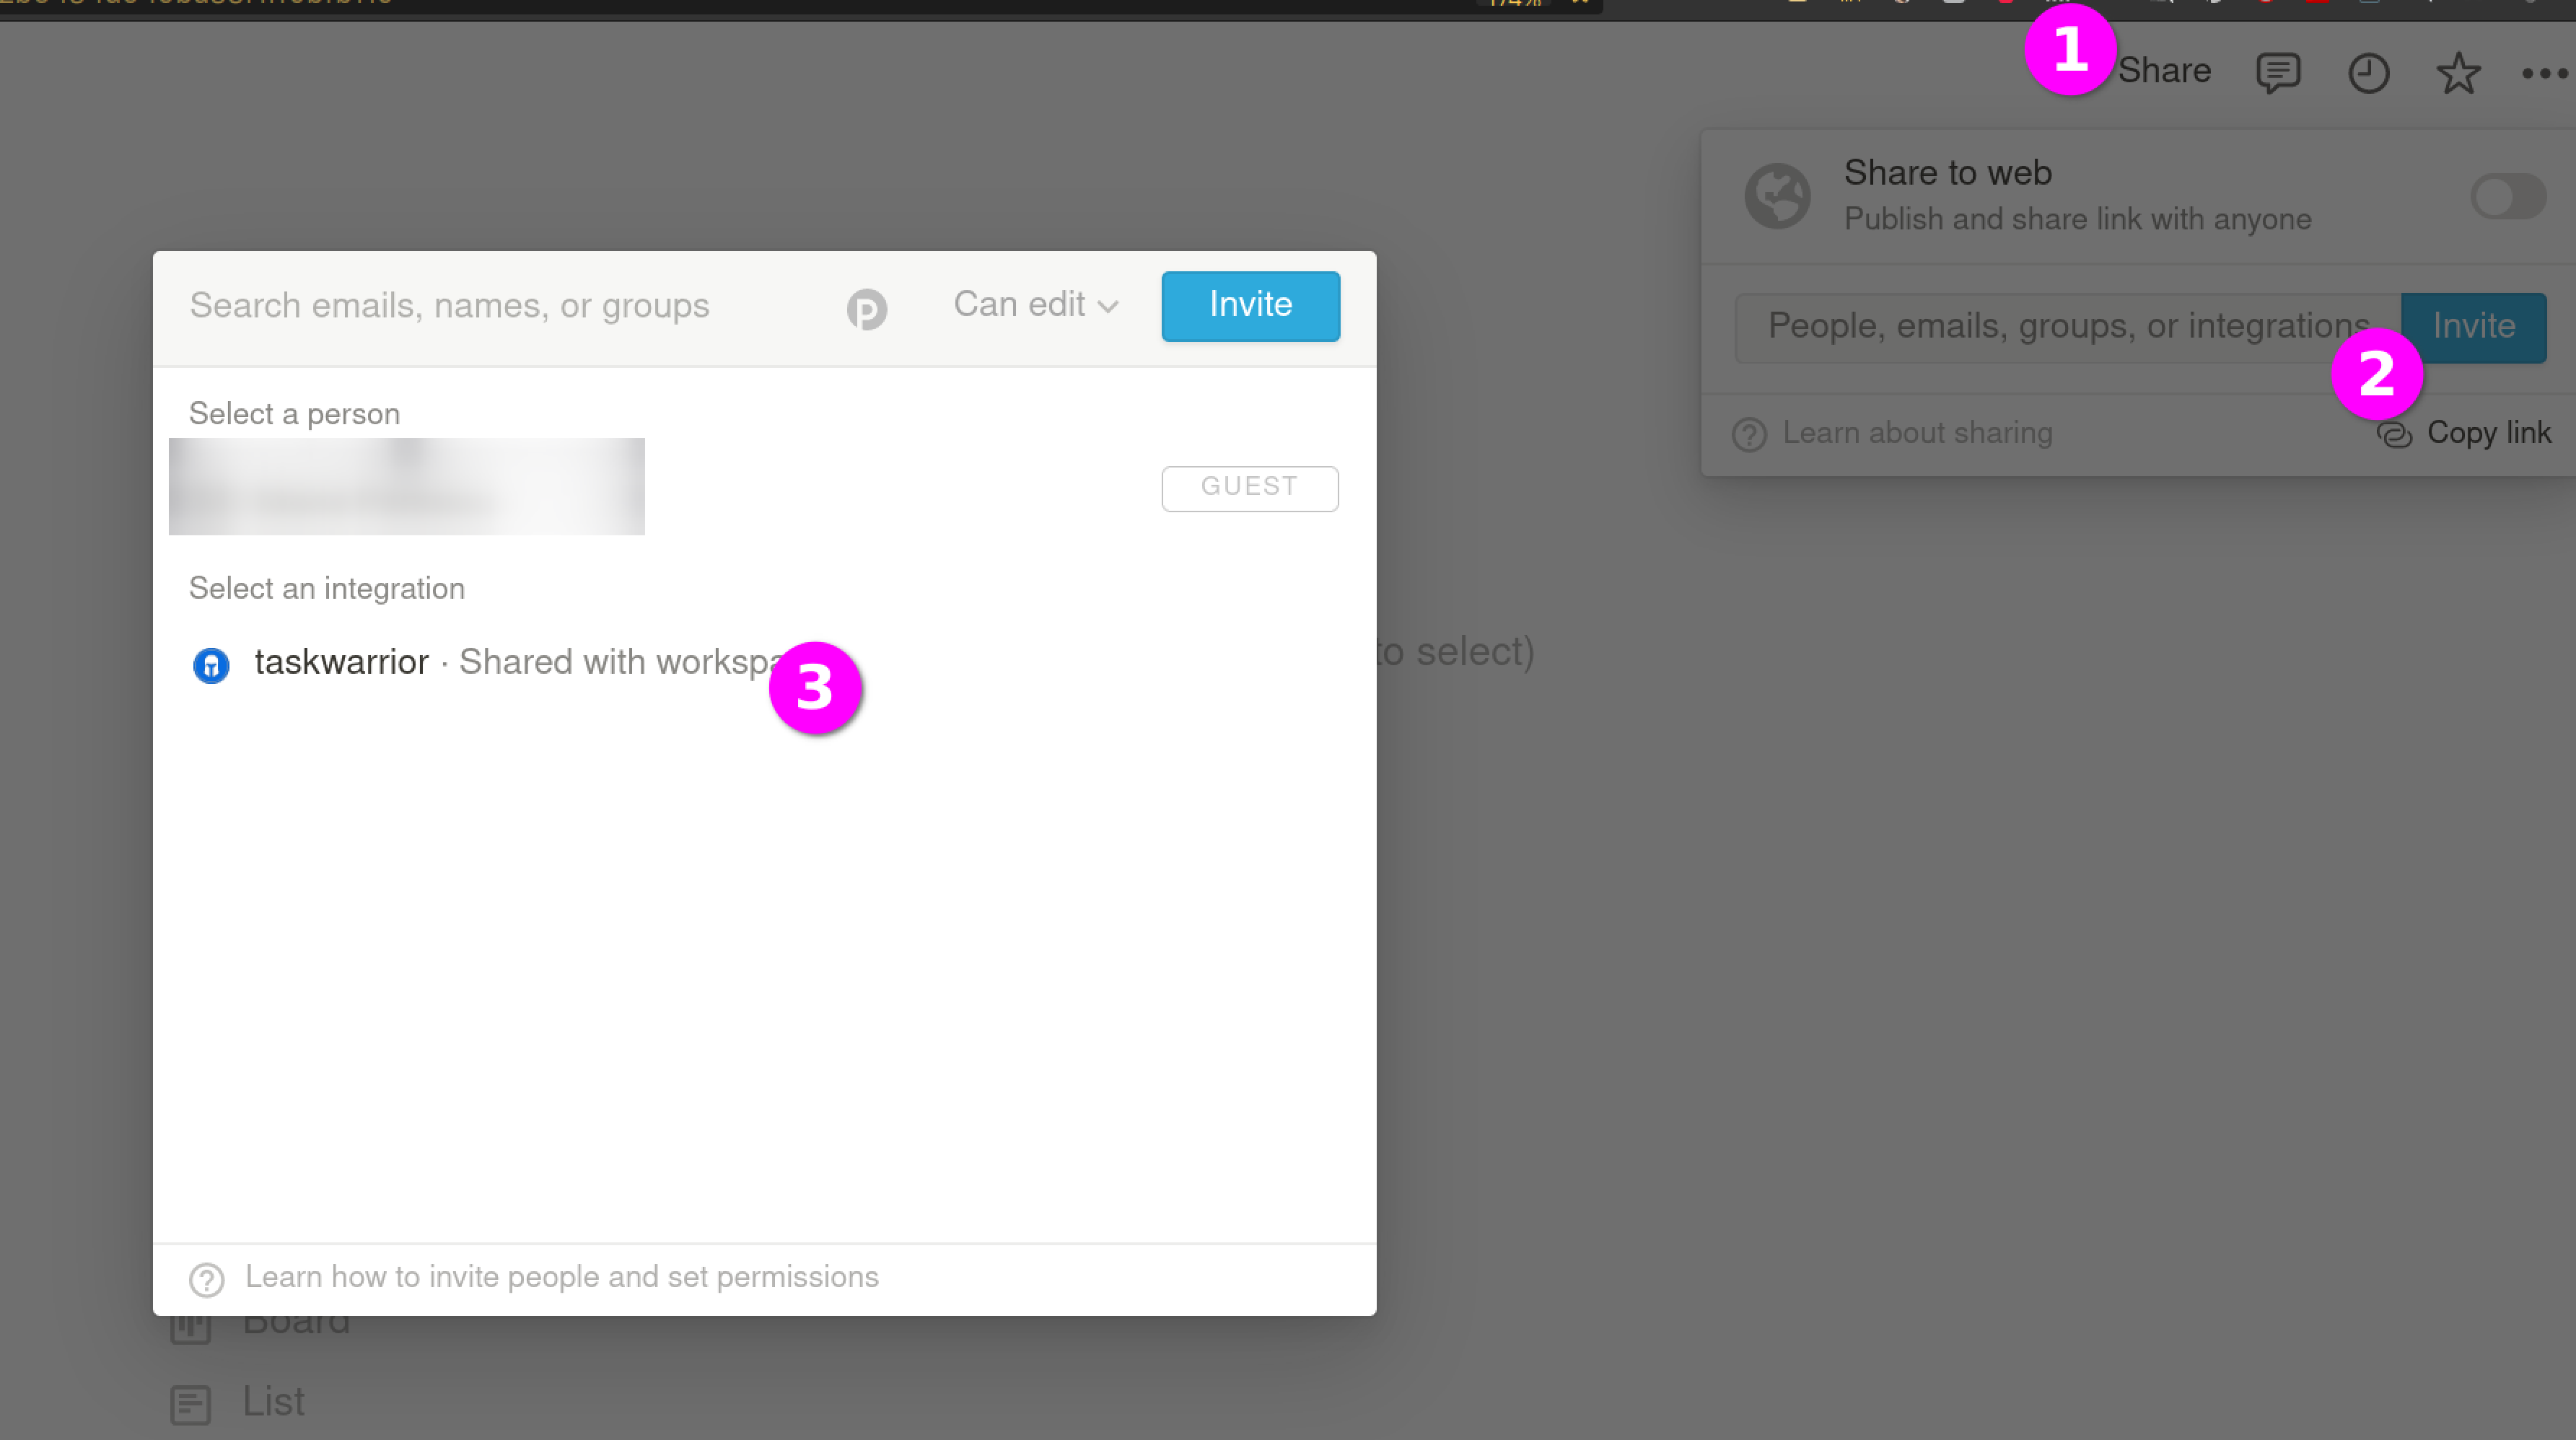 174%
1
Share
Share to web
Publish and share link with anyone
People, emails, groups, or integrations
Invite
2
Learn about sharing
Copy link
Search emails, names, or groups
Can edit
Invite
Select a person
GUEST
Select an integration
taskwarrior · Shared with workspa
3
to select)
Learn how to invite people and set permissions
Board
List